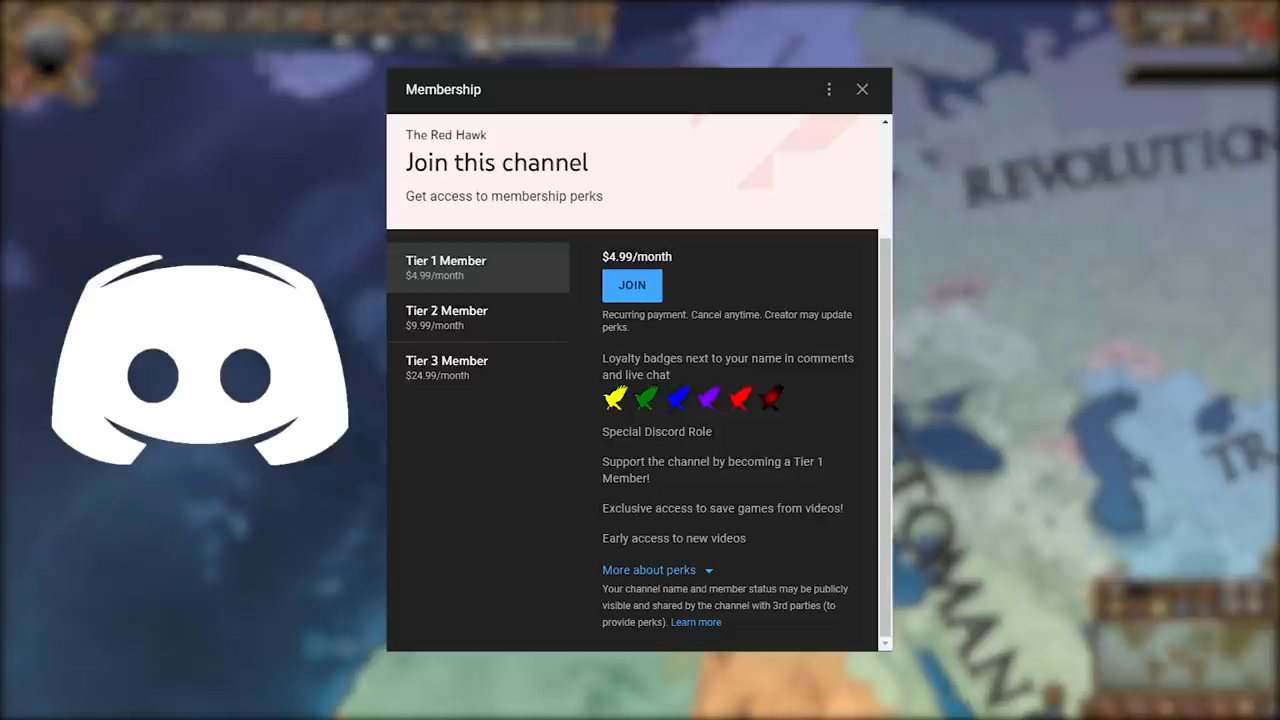 Membership
The Red Hawk
Join this channel
Get access to membership perks
Tier 1 Member
$4.99/month
Tier 2 Member
$9.99/month
Tier 3 Member
$24.99/month
$4.99/month
JOIN
Recurring payment. Cancel anytime. Creator may update
perks.
Loyalty badges next to your name in comments
and live chat
Special Discord Role
Support the channel by becoming a Tier 1
Member!
Exclusive access to save games from videos!
Early access to new videos
More about perks
Your channel name and member status may be publicly
visible and shared by the channel with 3rd parties (to
provide perks). Learn more
REVOLUTION
TR
TOMAN